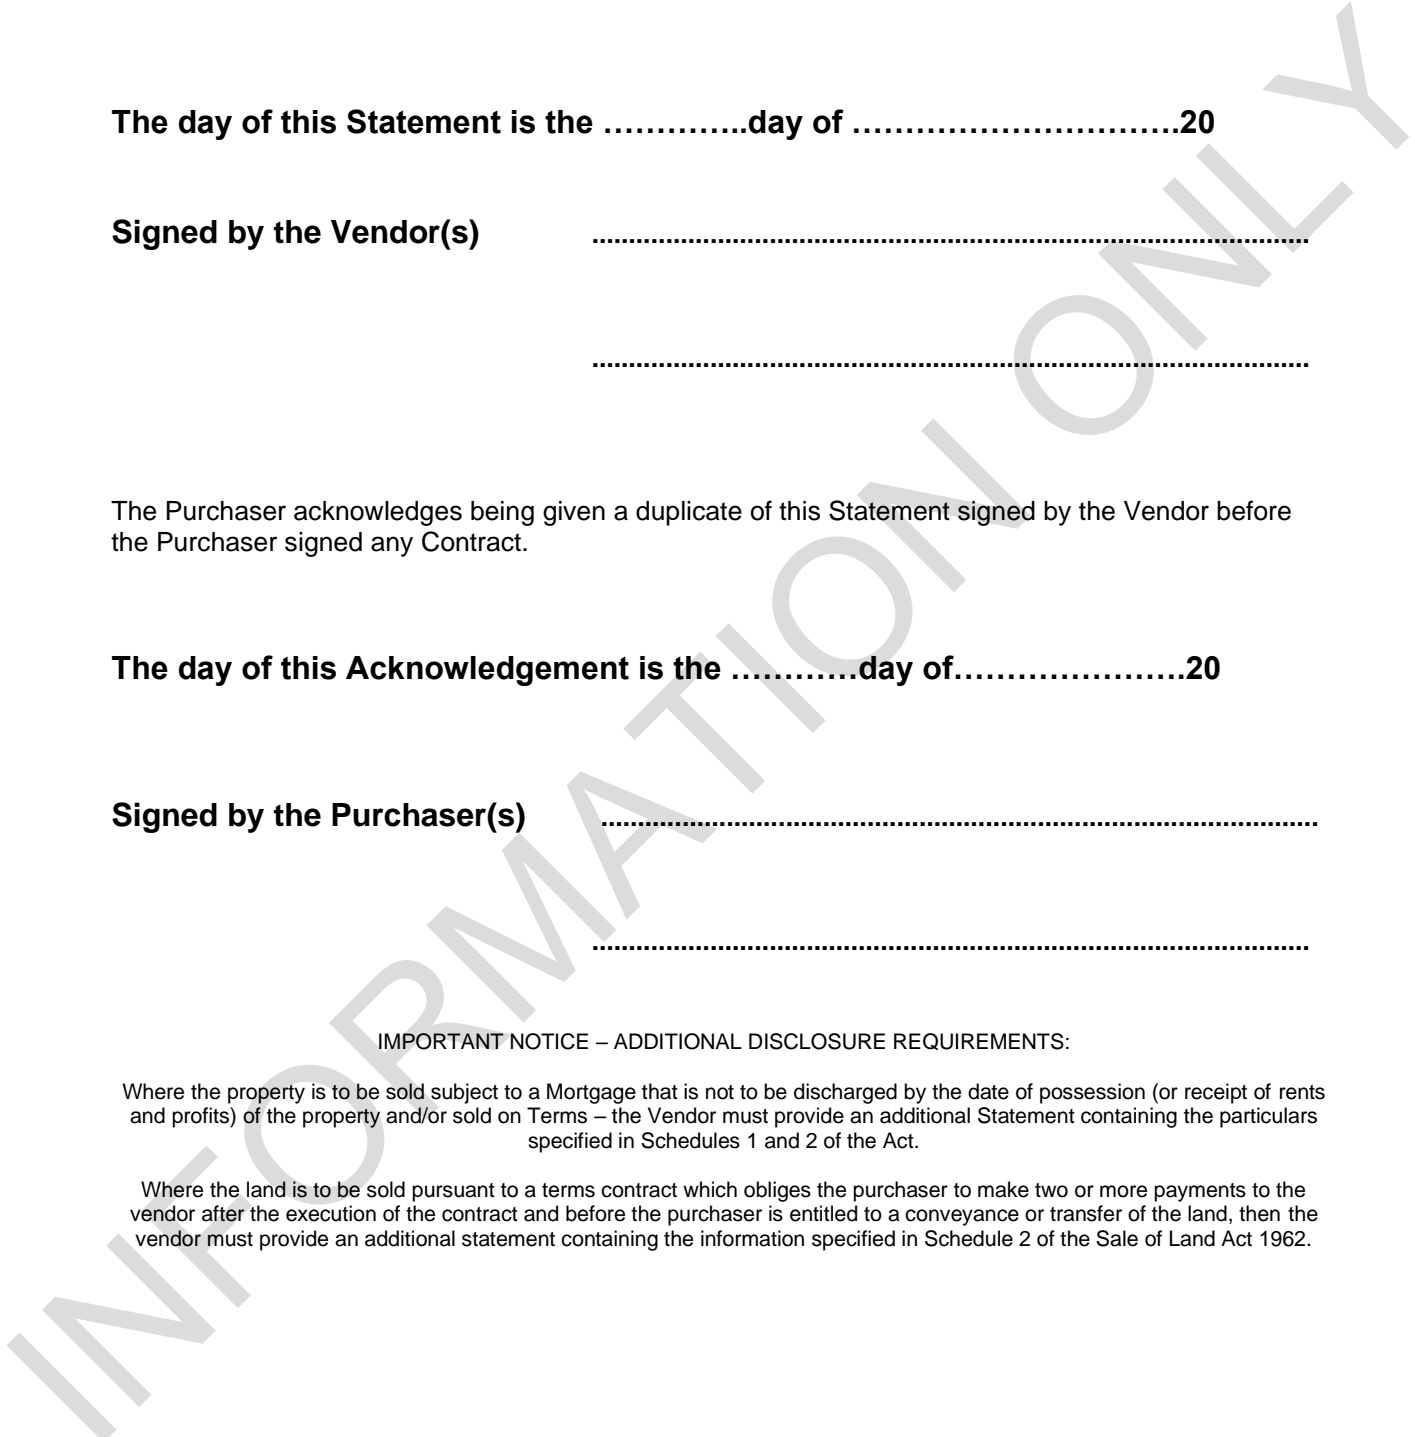 The day of this Statement is the …………..day of ………………………….20
Signed by the Vendor(s) ........................................................................................
........................................................................................
The Purchaser acknowledges being given a duplicate of this Statement signed by the Vendor before
the Purchaser signed any Contract.
The day of this Acknowledgement is the …………day of………………….20
Signed by the Purchaser(s) ........................................................................................
........................................................................................
IMPORTANT NOTICE – ADDITIONAL DISCLOSURE REQUIREMENTS:
Where the property is to be sold subject to a Mortgage that is not to be discharged by the date of possession (or receipt of rents
and profits) of the property and/or sold on Terms – the Vendor must provide an additional Statement containing the particulars
specified in Schedules 1 and 2 of the Act.
Where the land is to be sold pursuant to a terms contract which obliges the purchaser to make two or more payments to the
vendor after the execution of the contract and before the purchaser is entitled to a conveyance or transfer of the land, then the
vendor must provide an additional statement containing the information specified in Schedule 2 of the Sale of Land Act 1962.
INFORMATION ONLY